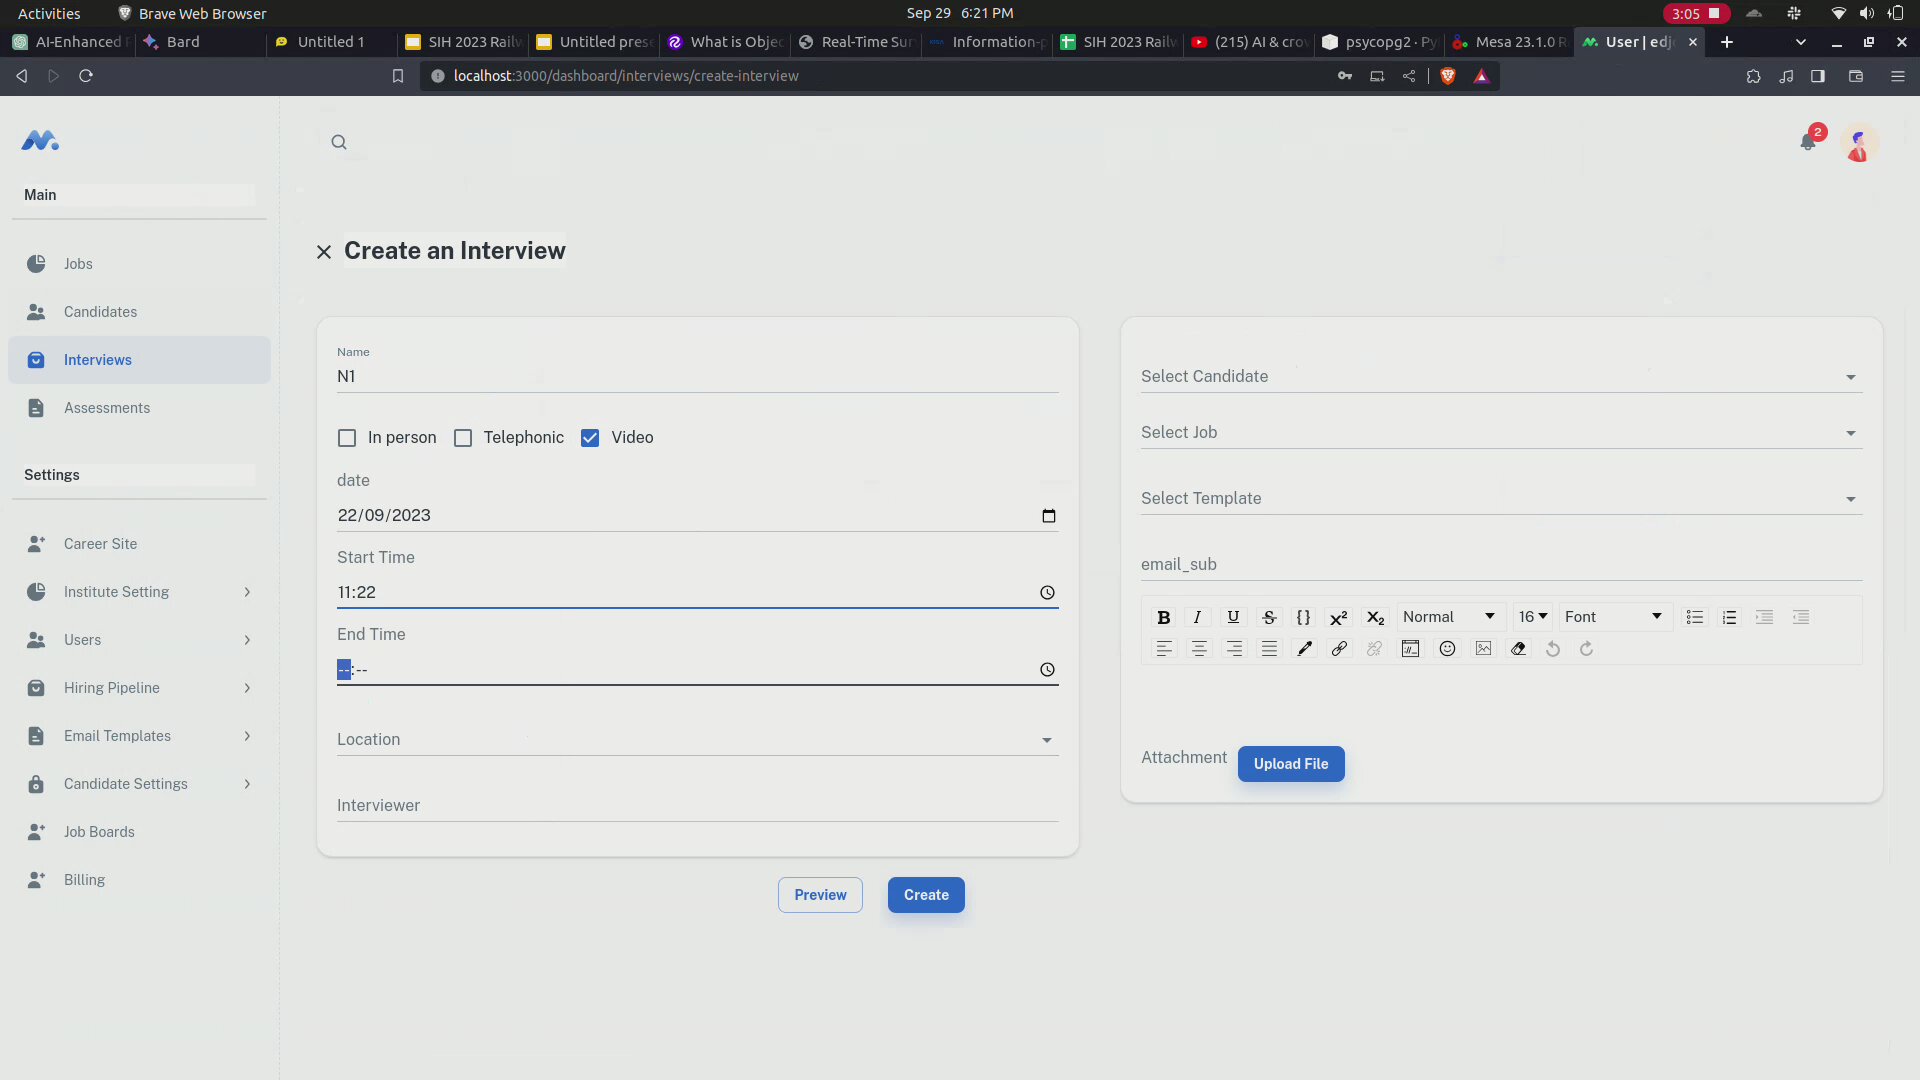 Activities Brave Web Browser Sep 29 6:21 PM 3:05
AI-Enhanced Bard Untitled 1 SIH 2023 Railw Untitled prese What is Objec Real-Time Sur Information-p SIH 2023 Railw (215) AI & crow psycopg2 · Py Mesa 23.1.0 R User | edj
localhost:3000/dashboard/interviews/create-interview
2
Main
Create an Interview
Jobs
Candidates
Interviews
Assessments
Settings
Career Site
Institute Setting
Users
Hiring Pipeline
Email Templates
Candidate Settings
Job Boards
Billing
Name
N1
In person Telephonic Video
date
22/09/2023
Start Time
11:22
End Time
--:--
Location
Interviewer
Select Candidate
Select Job
Select Template
email_sub
B I U S {} X² X₂ Normal 16 Font
Attachment Upload File
Preview Create